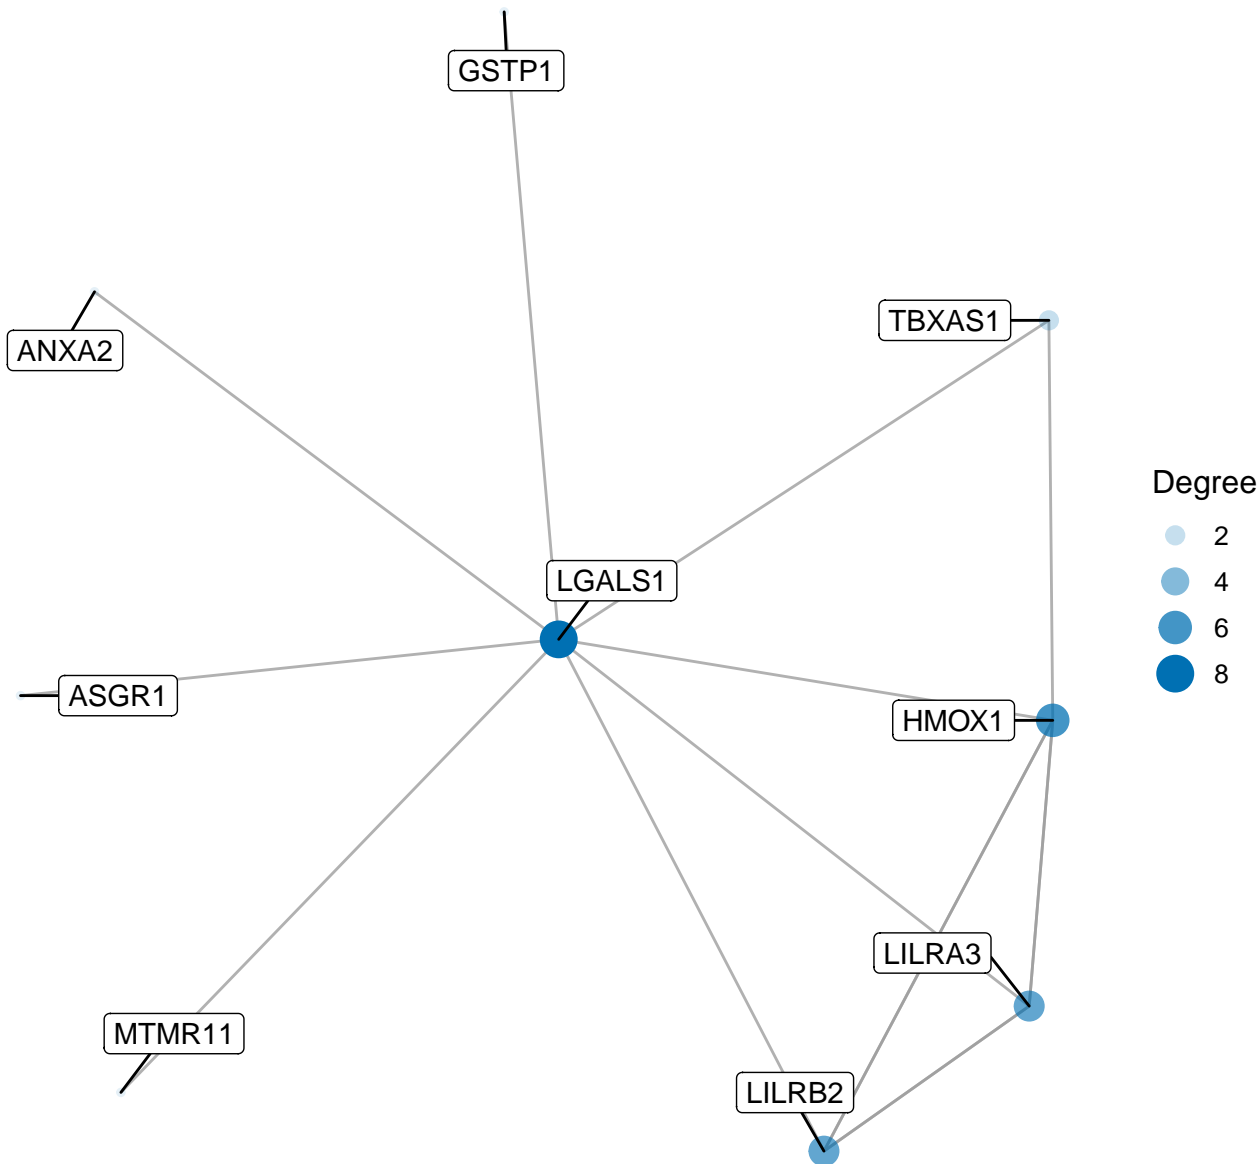 GSTP1
TBXAS1
ANXA2
Degree
2
4
6
8
LGALS1
ASGR1
HMOX1
LILRA3
MTMR11
LILRB2